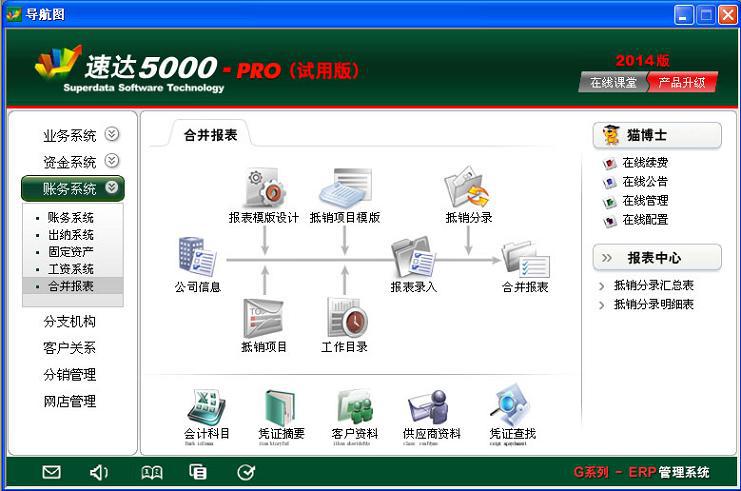 导航图
速达5000-PRO（试用版）
Superdata Software Technology
2014版
在线课堂 产品升级
业务系统
资金系统
账务系统
账务系统
出纳系统
固定资产
工资系统
合并报表
分支机构
客户关系
分销管理
网店管理
合并报表
报表模版设计 抵销项目模版 抵销分录
公司信息 报表录入 合并报表
抵销项目 工作目录
会计科目 凭证摘要 客户资料 供应商资料 凭证查找
猫博士
在线续费
在线公告
在线管理
在线配置
报表中心
抵销分录汇总表
抵销分录明细表
G系列 - ERP管理系统